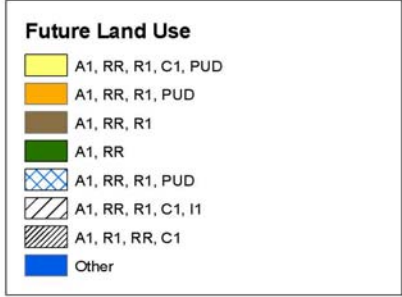 Future Land Use
A1, RR, R1, C1, PUD
A1, RR, R1, PUD
A1, RR, R1
A1, RR
A1, RR, R1, PUD
A1, RR, R1, C1, I1
A1, R1, RR, C1
Other